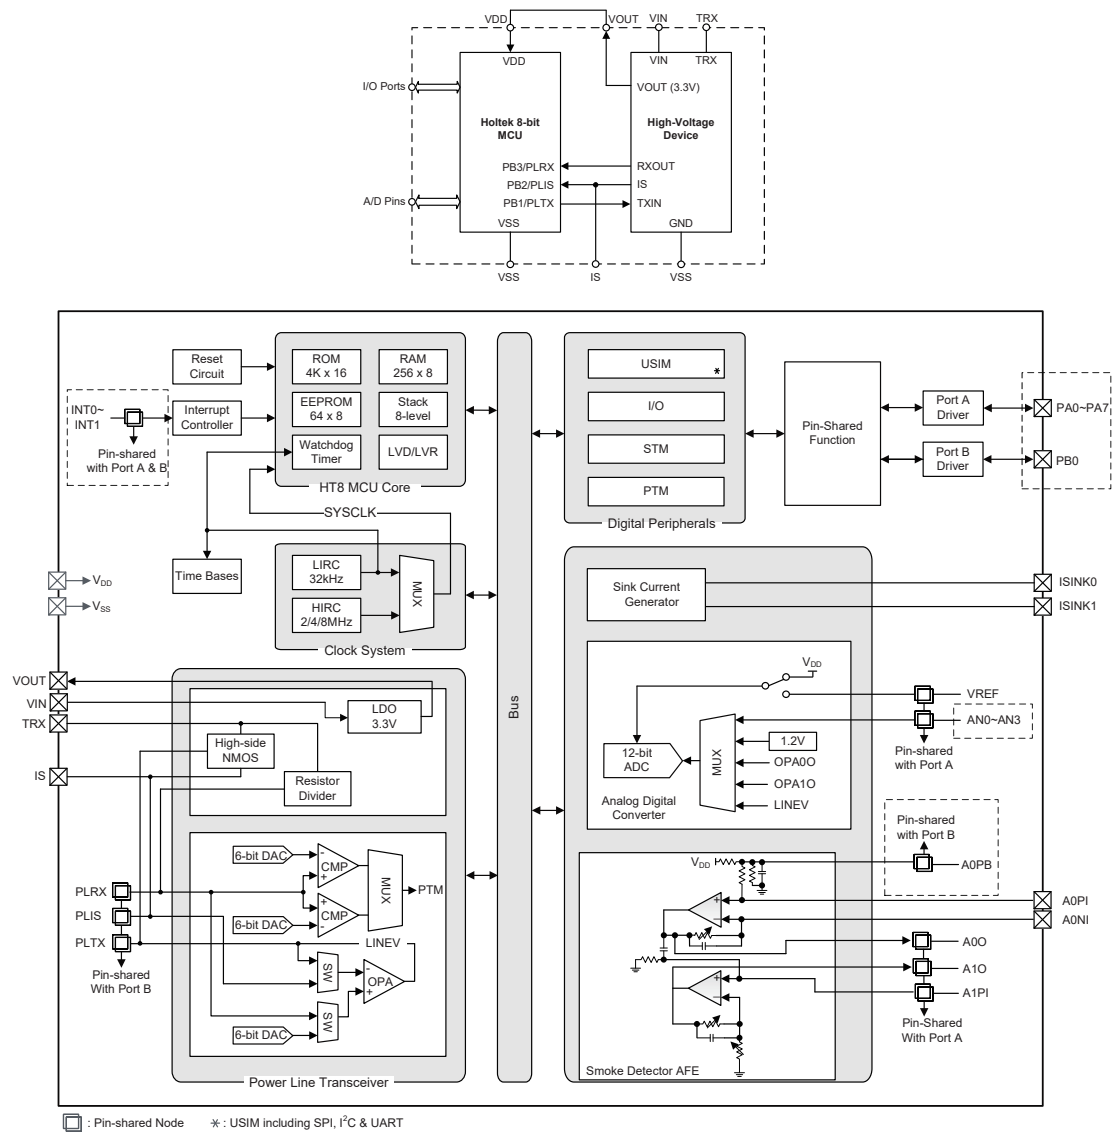 VDD VOUT VIN TRX
VDD VIN TRX
I/O Ports
VOUT (3.3V)
Holtek 8-bit
MCU
High-Voltage
Device
PB3/PLRX RXOUT
PB2/PLIS IS
A/D Pins PB1/PLTX TXIN
VSS GND
VSS IS VSS
Reset
Circuit
ROM
4K x 16
RAM
256 x 8
INT0~
INT1
Interrupt
Controller
EEPROM
64 x 8
Stack
8-level
Pin-shared
with Port A & B
Watchdog
Timer
LVD/LVR
HT8 MCU Core
SYSCLK
Time Bases
LIRC
32kHz
HIRC
2/4/8MHz
MUX
Clock System
Bus
USIM
*
I/O
STM
PTM
Digital Peripherals
Pin-Shared
Function
Port A
Driver
Port B
Driver
PA0~PA7
PB0
VDD
VSS
VOUT
VIN
TRX
IS
LDO
3.3V
High-side
NMOS
Resistor
Divider
6-bit DAC
-
CMP
+
MUX
PTM
+
CMP
-
6-bit DAC
PLRX
PLIS
PLTX
Pin-shared
With Port B
LINEV
SW
-
OPA
+
SW
6-bit DAC
Power Line Transceiver
Sink Current
Generator
ISINK0
ISINK1
VDD
VREF
AN0~AN3
Pin-shared
with Port A
12-bit
ADC
MUX
1.2V
OPA0O
OPA1O
LINEV
Analog Digital
Converter
Pin-shared
with Port B
A0PB
VDD
+
−
A0PI
A0NI
A0O
A1O
A1PI
+
−
Pin-Shared
With Port A
Smoke Detector AFE
: Pin-shared Node * : USIM including SPI, I²C & UART